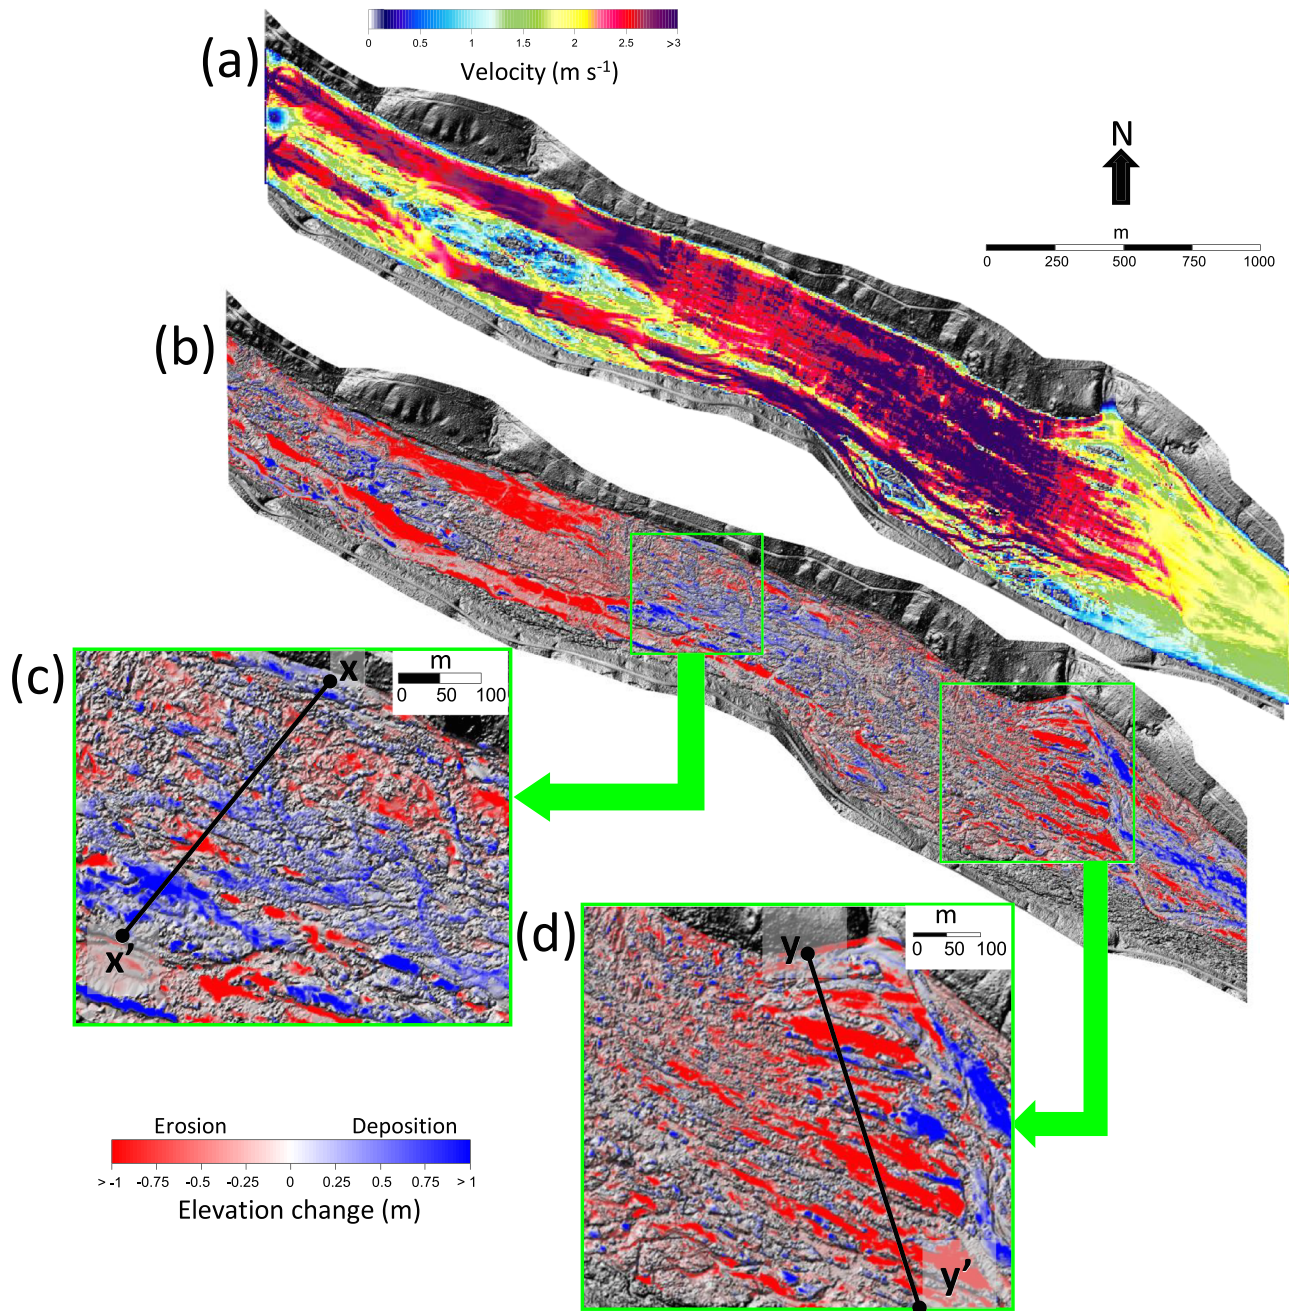 (a)
0 0.5 1 1.5 2 2.5 >3
Velocity (m s⁻¹)
N
m
0 250 500 750 1000
(b)
(c)
x
m
0 50 100
x'
(d)
y
m
0 50 100
y'
Erosion Deposition
> -1 -0.75 -0.5 -0.25 0 0.25 0.5 0.75 > 1
Elevation change (m)